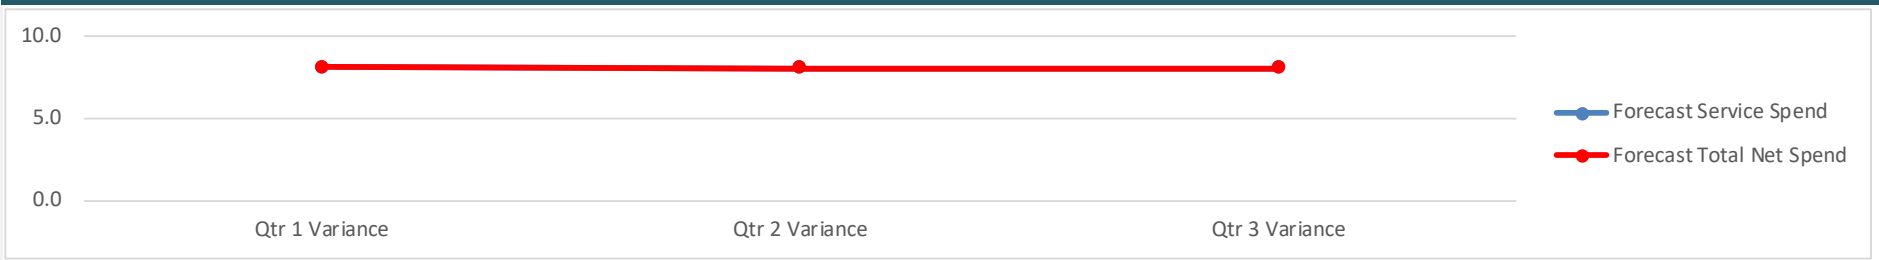 10.0
5.0
0.0
Qtr 1 Variance
Qtr 2 Variance
Qtr 3 Variance
Forecast Service Spend
Forecast Total Net Spend